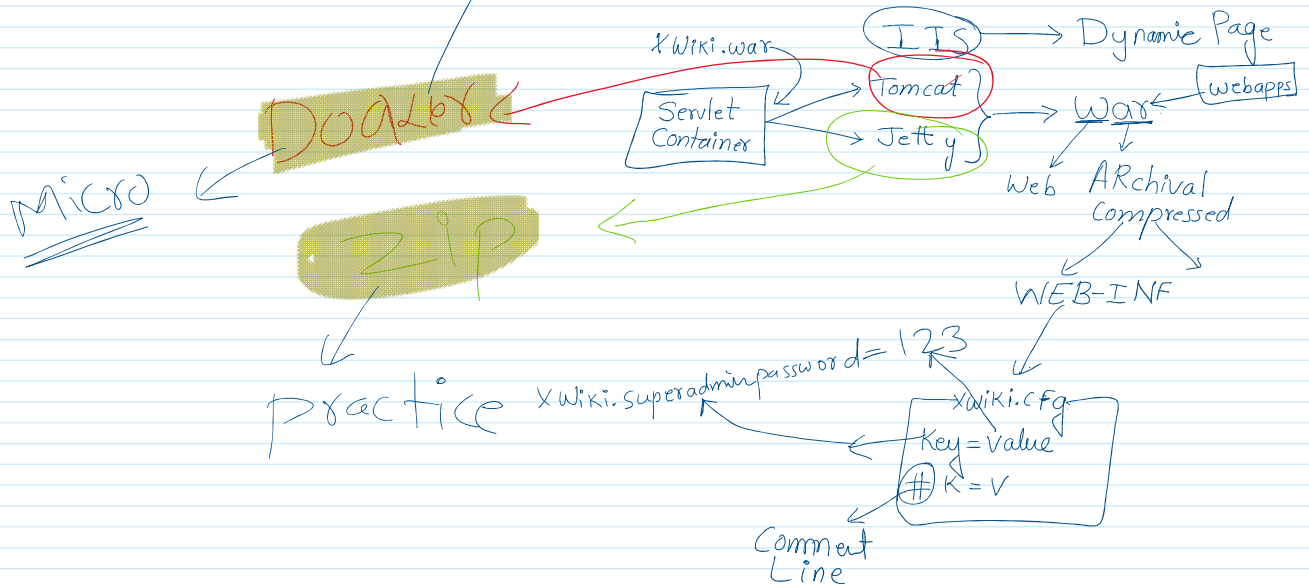 IIS
Dynamic Page
XWiki.war
webapps
Tomcat
Servlet
Container
War
Jetty
Docker
Web
ARchival
Compressed
Micro
Zip
WEB-INF
XWiki.superadminpassword=123
practice
xwiki.cfg
Key=Value
# K=V
Comment
Line